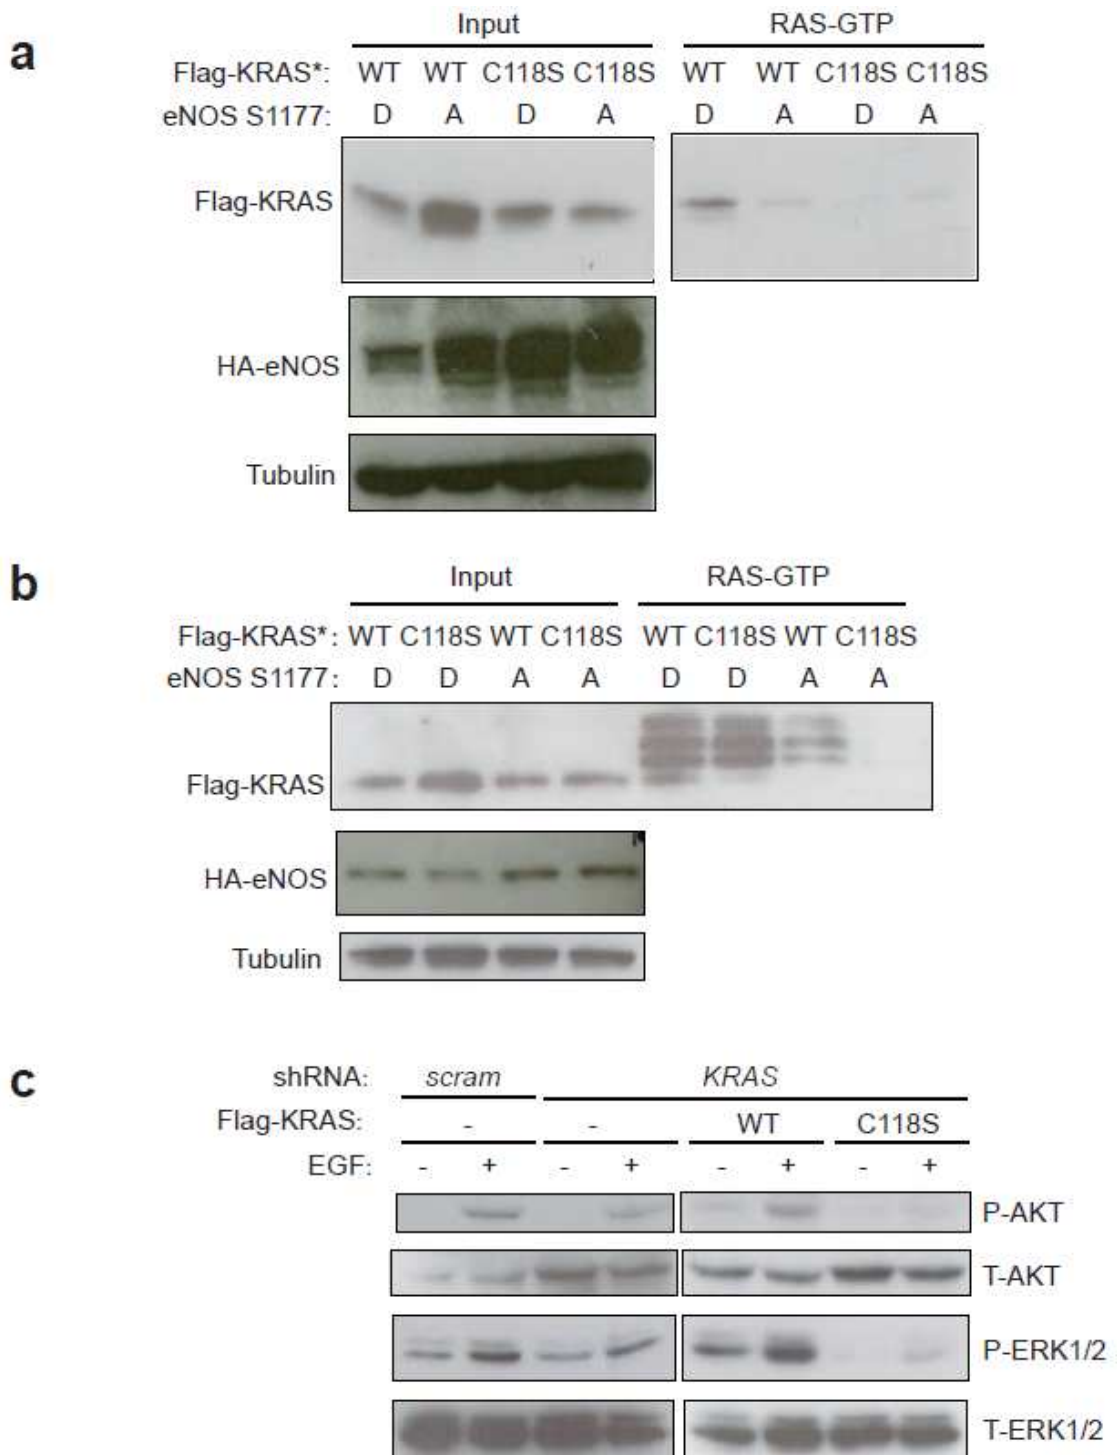 a
Input RAS-GTP
Flag-KRAS*: WT WT C118S C118S WT WT C118S C118S
eNOS S1177: D A D A D A D A
Flag-KRAS
HA-eNOS
Tubulin
b
Input RAS-GTP
Flag-KRAS*: WT C118S WT C118S WT C118S WT C118S
eNOS S1177: D D A A D D A A
Flag-KRAS
HA-eNOS
Tubulin
c
shRNA: scram KRAS
Flag-KRAS: - - WT C118S
EGF: - + - + - + - +
P-AKT
T-AKT
P-ERK1/2
T-ERK1/2